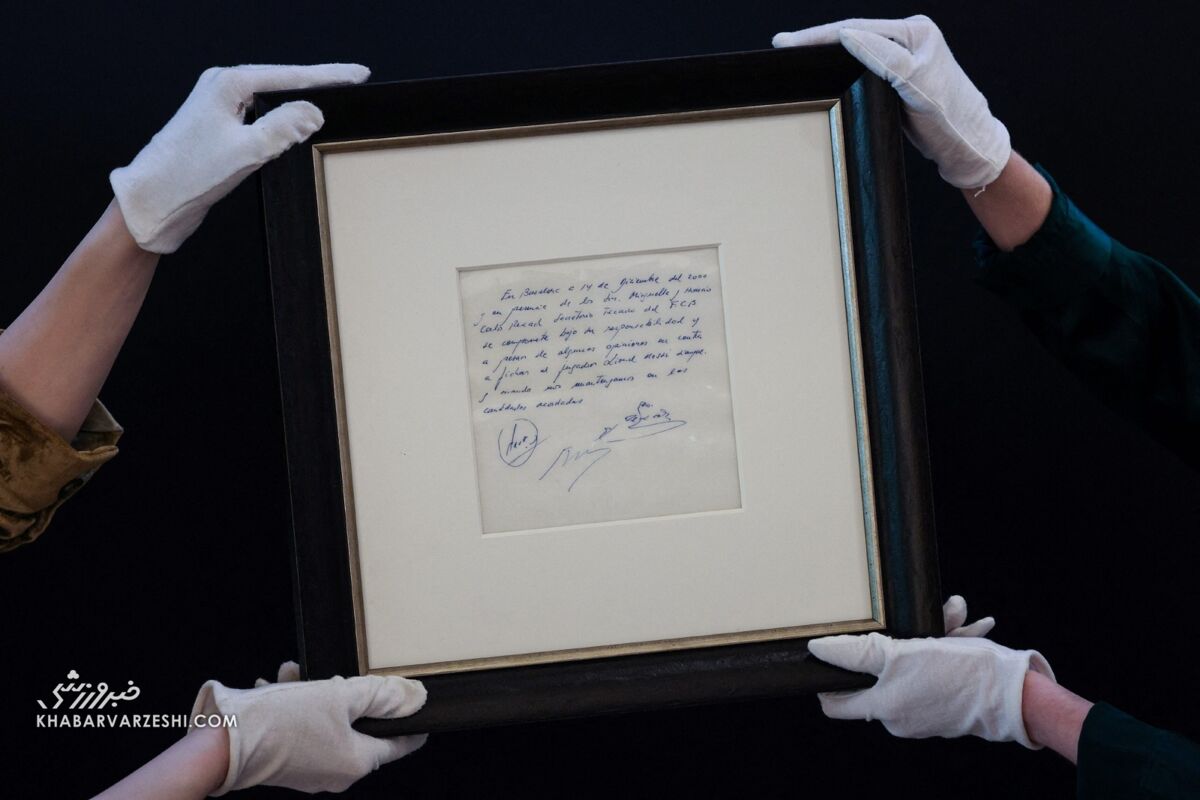 En Barcelona a 14 de Diciembre del 2000
y en presencia de los Sres. Minguella y Horacio
Carlos Rexach Secretario Tecnico del F.C.B
se compromete bajo su responsabilidad y
a pesar de algunas opiniones en contra
a fichar al jugador Lionel Messi siempre
y cuando nos mantengamos en las
cantidades acordadas
خبرورزشی
KHABARVARZESHI.COM